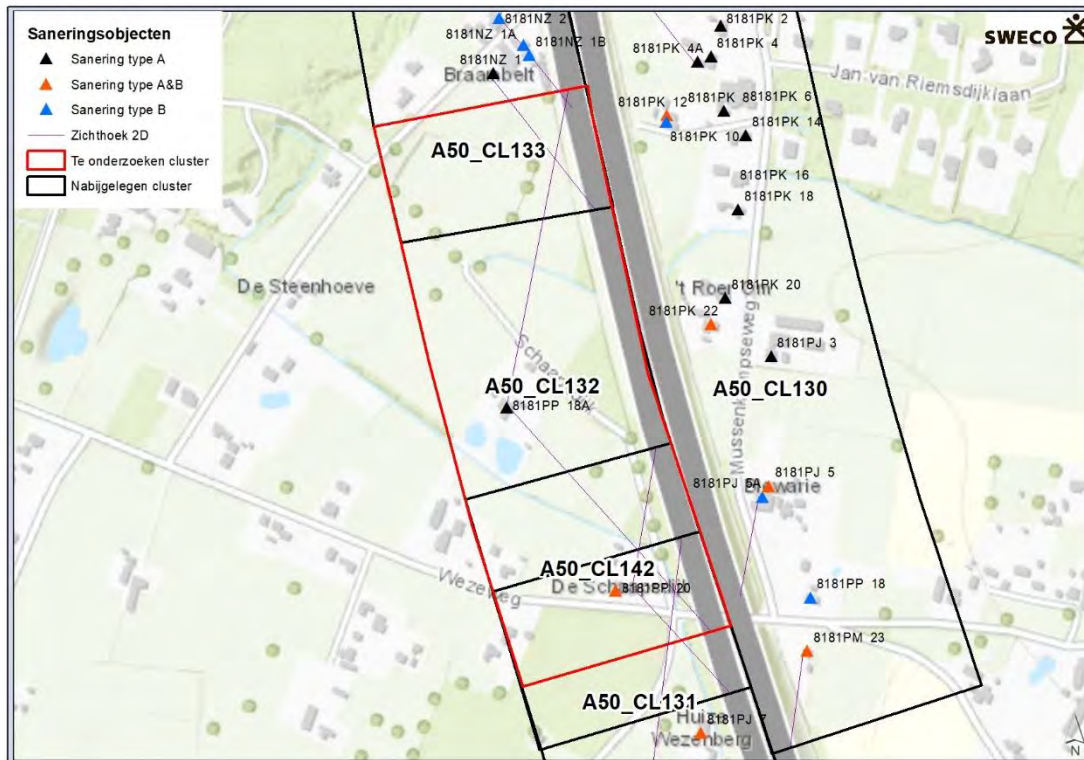 Saneringsobjecten
Sanering type A
Sanering type A&B
Sanering type B
Zichthoek 2D
Te onderzoeken cluster
Nabijgelegen cluster
SWECO
8181NZ 2
8181NZ 1A
8181NZ 1B
8181NZ 1
Braambelt
8181PK 2
8181PK 4A
8181PK 4
Jan van Riemsdijklaan
8181PK 12
8181PK 8
8181PK 6
8181PK 14
8181PK 10
A50_CL133
8181PK 16
8181PK 18
De Steenhoeve
8181PK 20
8181PK 22
8181PJ 3
A50_CL132
A50_CL130
8181PP 18A
Mussenkampseweg
8181PJ 5
8181PJ 5A
A50_CL142
Wezeweg
8181PP 20
8181PP 18
8181PM 23
A50_CL131
8181PJ 7
Wezenberg
N